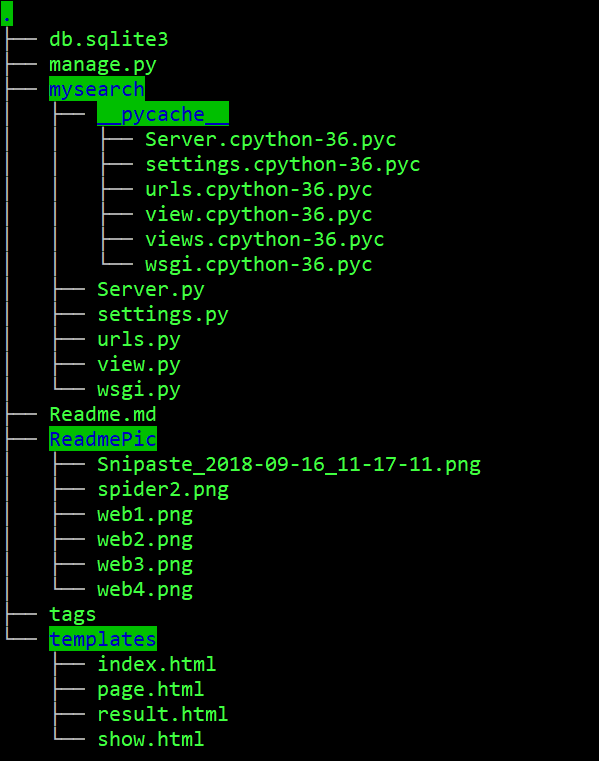 .
├── db.sqlite3
├── manage.py
├── mysearch
│   ├── __pycache__
│   │   ├── Server.cpython-36.pyc
│   │   ├── settings.cpython-36.pyc
│   │   ├── urls.cpython-36.pyc
│   │   ├── view.cpython-36.pyc
│   │   ├── views.cpython-36.pyc
│   │   └── wsgi.cpython-36.pyc
│   ├── Server.py
│   ├── settings.py
│   ├── urls.py
│   ├── view.py
│   └── wsgi.py
├── Readme.md
├── ReadmePic
│   ├── Snipaste_2018-09-16_11-17-11.png
│   ├── spider2.png
│   ├── web1.png
│   ├── web2.png
│   ├── web3.png
│   └── web4.png
├── tags
└── templates
    ├── index.html
    ├── page.html
    ├── result.html
    └── show.html